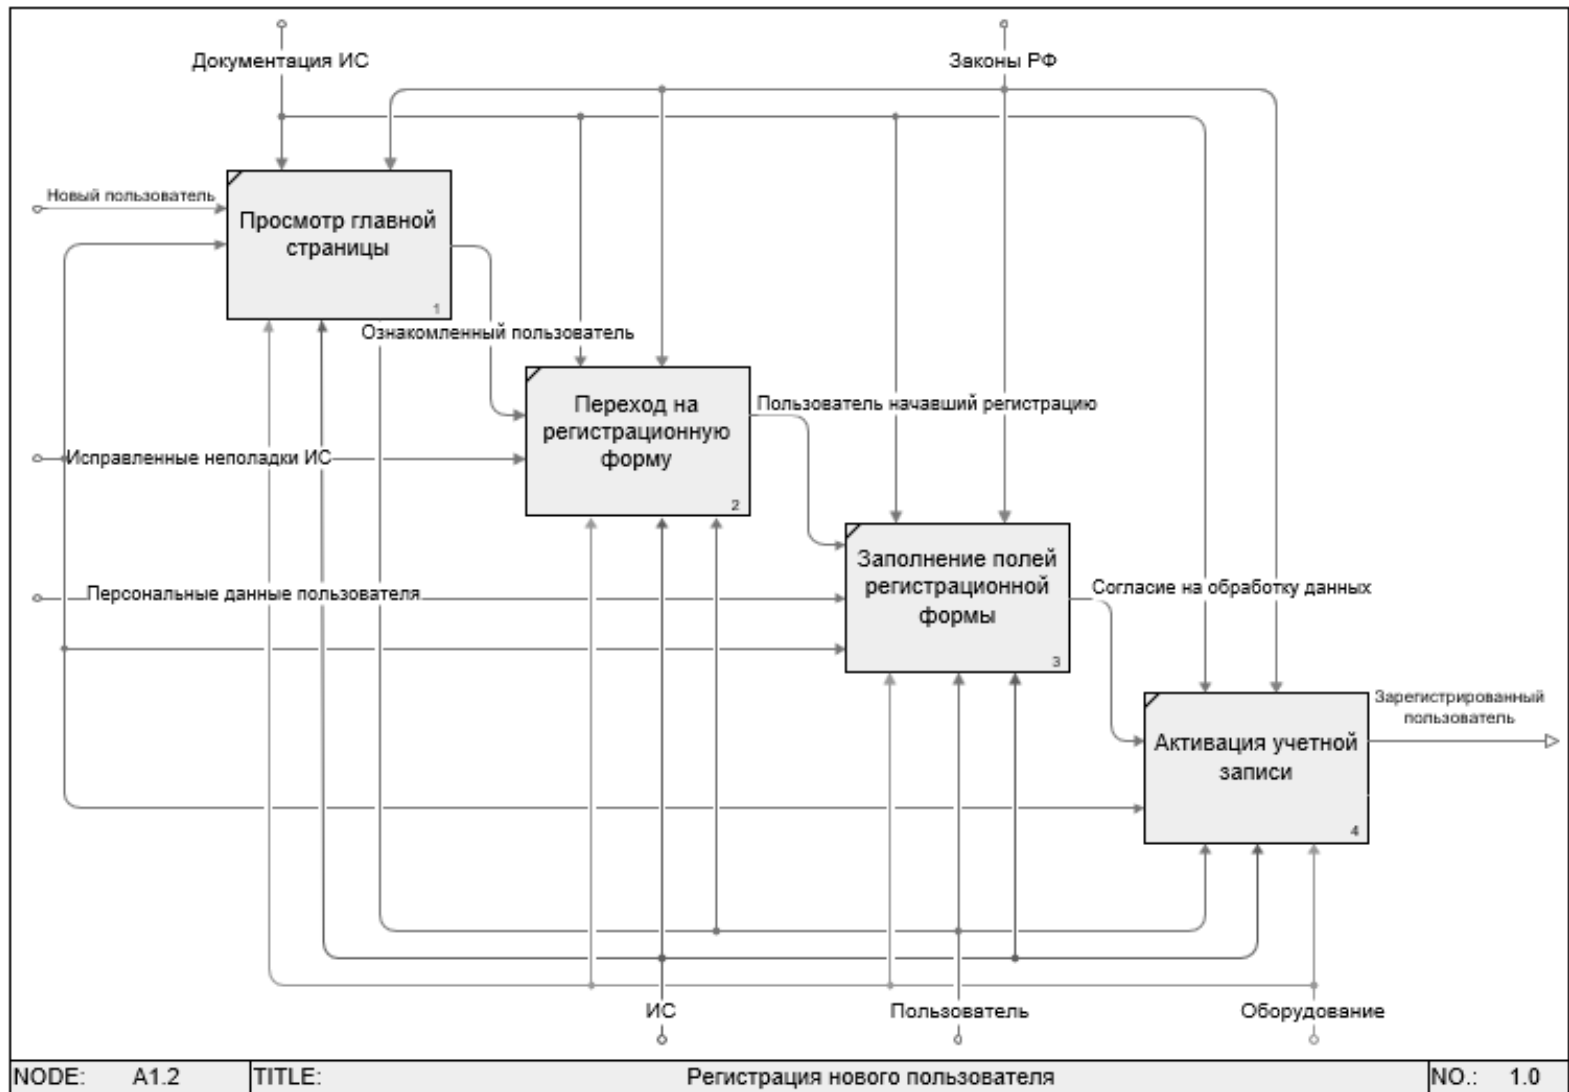 Документация ИС
Законы РФ
Новый пользователь
Просмотр главной
страницы
1
Ознакомленный пользователь
Переход на
регистрационную
форму
2
Пользователь начавший регистрацию
Исправленные неполадки ИС
Заполнение полей
регистрационной
формы
3
Персональные данные пользователя
Согласие на обработку данных
Активация учетной
записи
4
Зарегистрированный
пользователь
ИС
Пользователь
Оборудование
NODE: A1.2
TITLE: Регистрация нового пользователя
NO.: 1.0